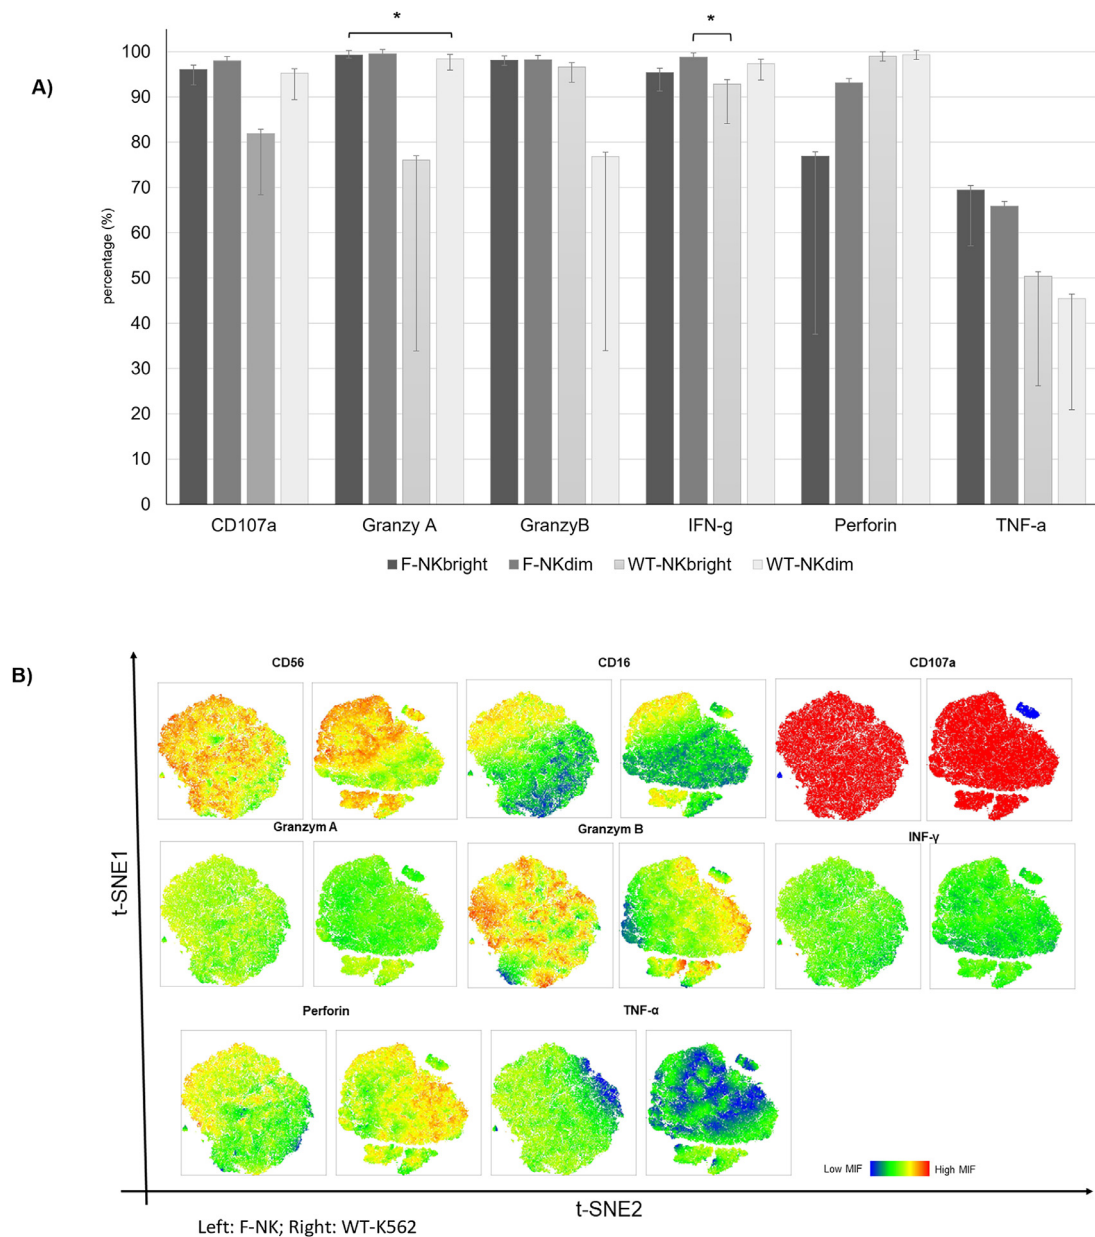 A)
*
*
percentage (%)
100
90
80
70
60
50
40
30
20
10
0
CD107a
Granzy A
GranzyB
IFN-g
Perforin
TNF-a
F-NKbright
F-NKdim
WT-NKbright
WT-NKdim
B)
CD56
CD16
CD107a
Granzym A
Granzym B
INF-γ
Perforin
TNF-α
t-SNE1
Low MIF
High MIF
t-SNE2
Left: F-NK; Right: WT-K562